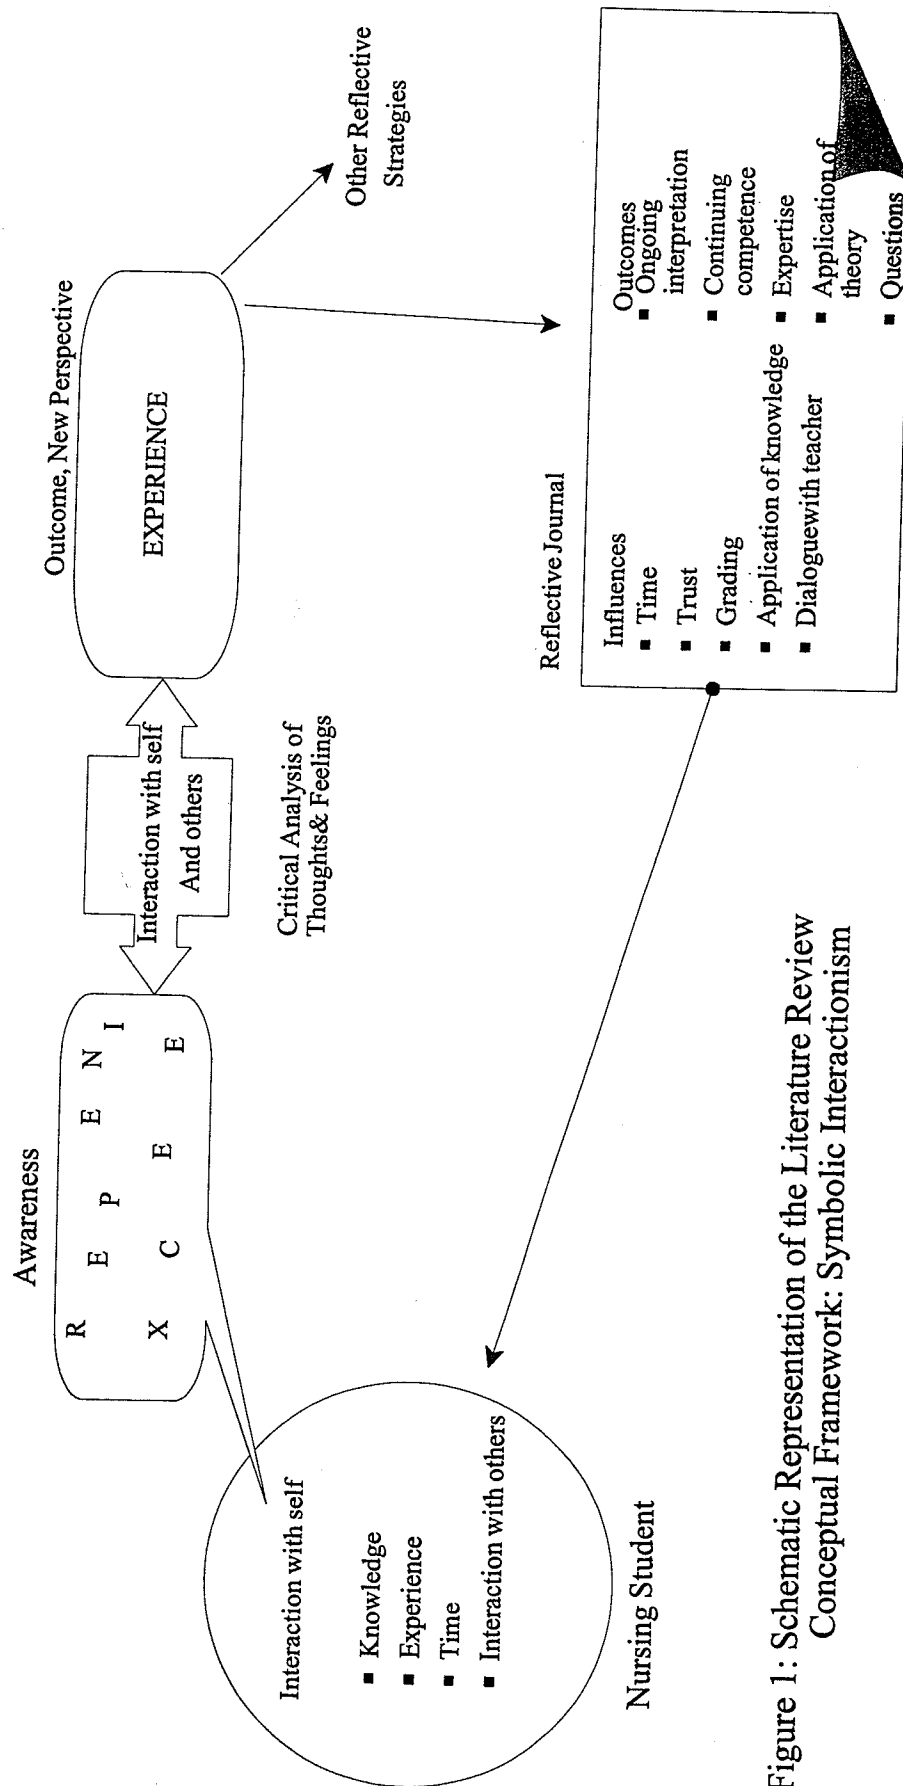 Awareness
R E P E N I
X C E E
Interaction with self
And others
Critical Analysis of
Thoughts& Feelings
Outcome, New Perspective
EXPERIENCE
Other Reflective
Strategies
Interaction with self
■ Knowledge
■ Experience
■ Time
■ Interaction with others
Nursing Student
Reflective Journal
Influences
■ Time
■ Trust
■ Grading
■ Application of knowledge
■ Dialoguewith teacher
Outcomes
■ Ongoing
interpretation
■ Continuing
competence
■ Expertise
■ Application of
theory
■ Questions
Figure 1: Schematic Representation of the Literature Review
Conceptual Framework: Symbolic Interactionism